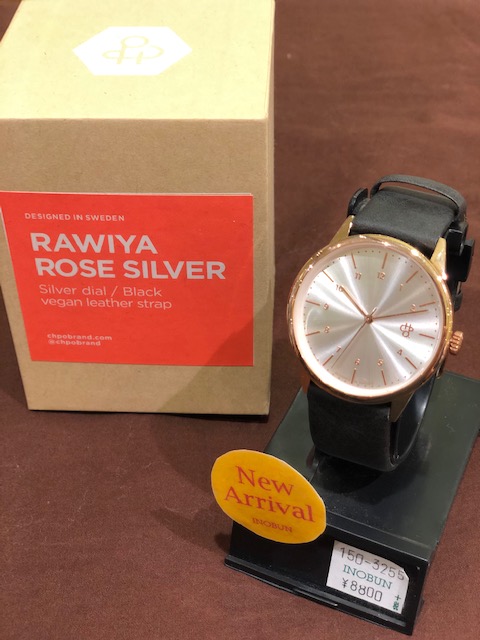 DESIGNED IN SWEDEN
RAWIYA
ROSE SILVER
Silver dial / Black
vegan leather strap
chpobrand.com
@chpobrand
New
Arrival
INOBUN
150-3255
INOBUN
¥8800